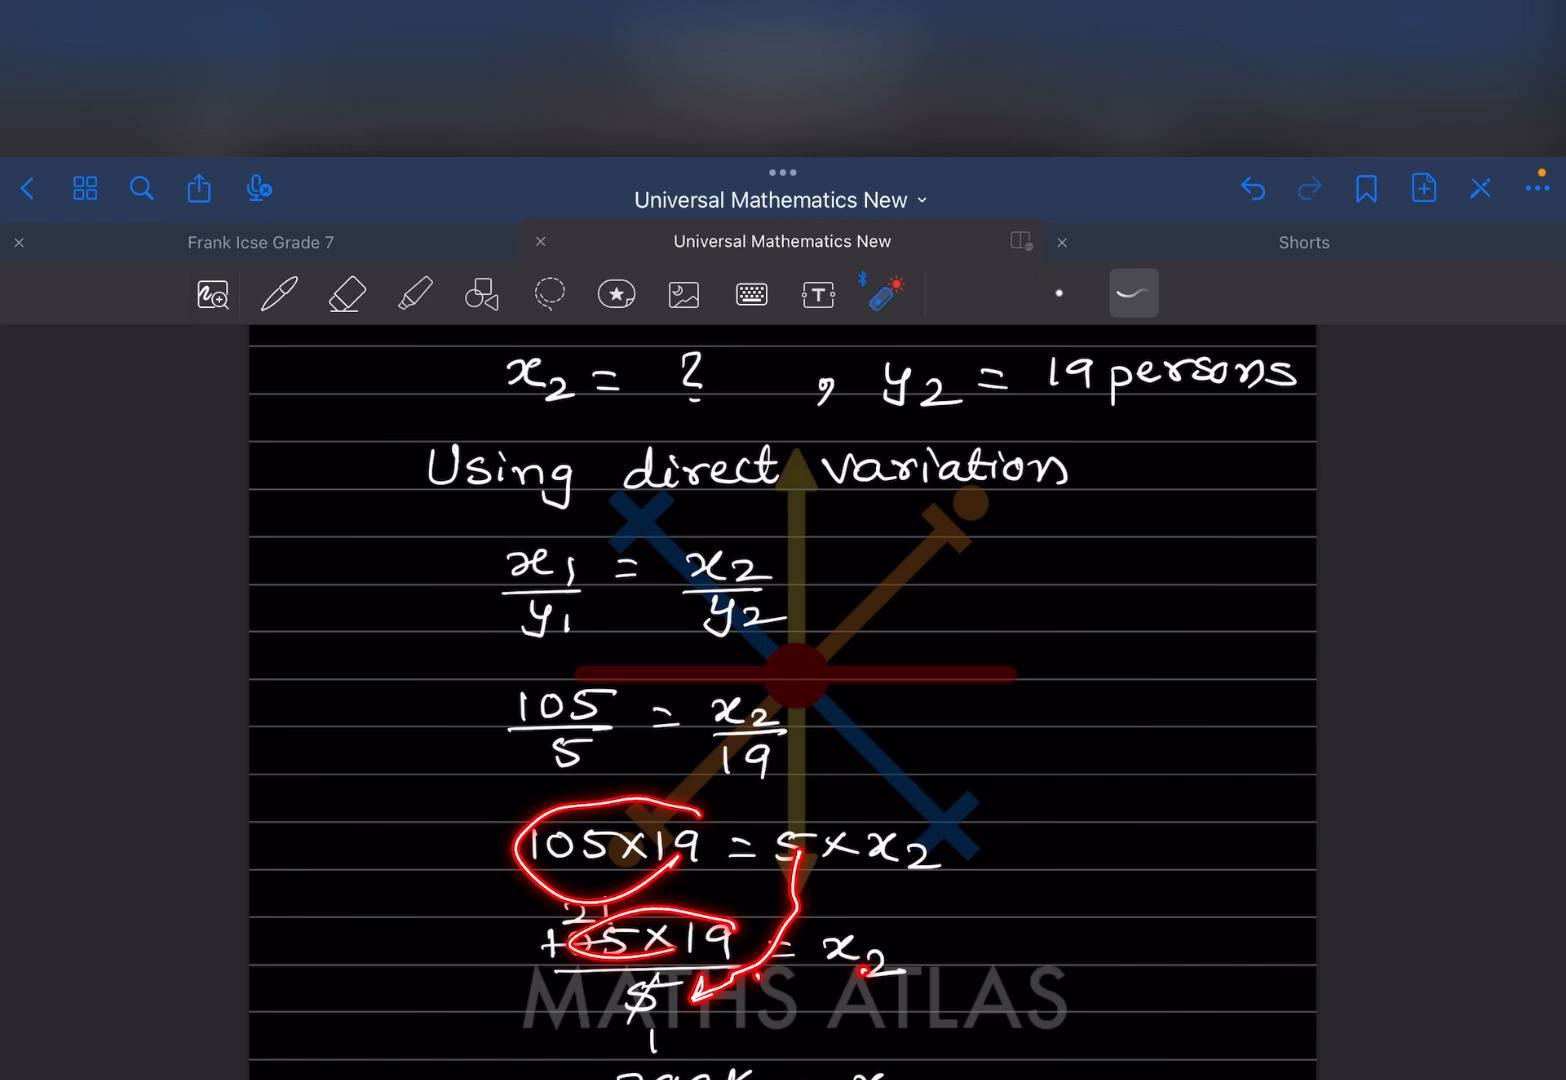 Universal Mathematics New
Frank Icse Grade 7
Universal Mathematics New
Shorts
x₂ = ? , y₂ = 19 persons
Using direct variation
x₁/y₁ = x₂/y₂
105/5 = x₂/19
105×19 = 5×x₂
21
105×19/5 = x₂
1
MATHS ATLAS